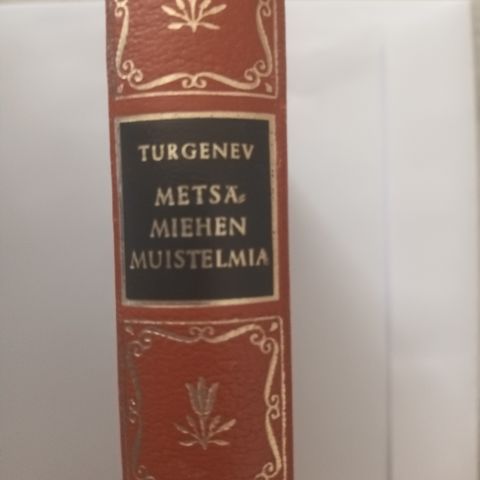 TURGENEV
METSÄ-
MIEHEN
MUISTELMIA